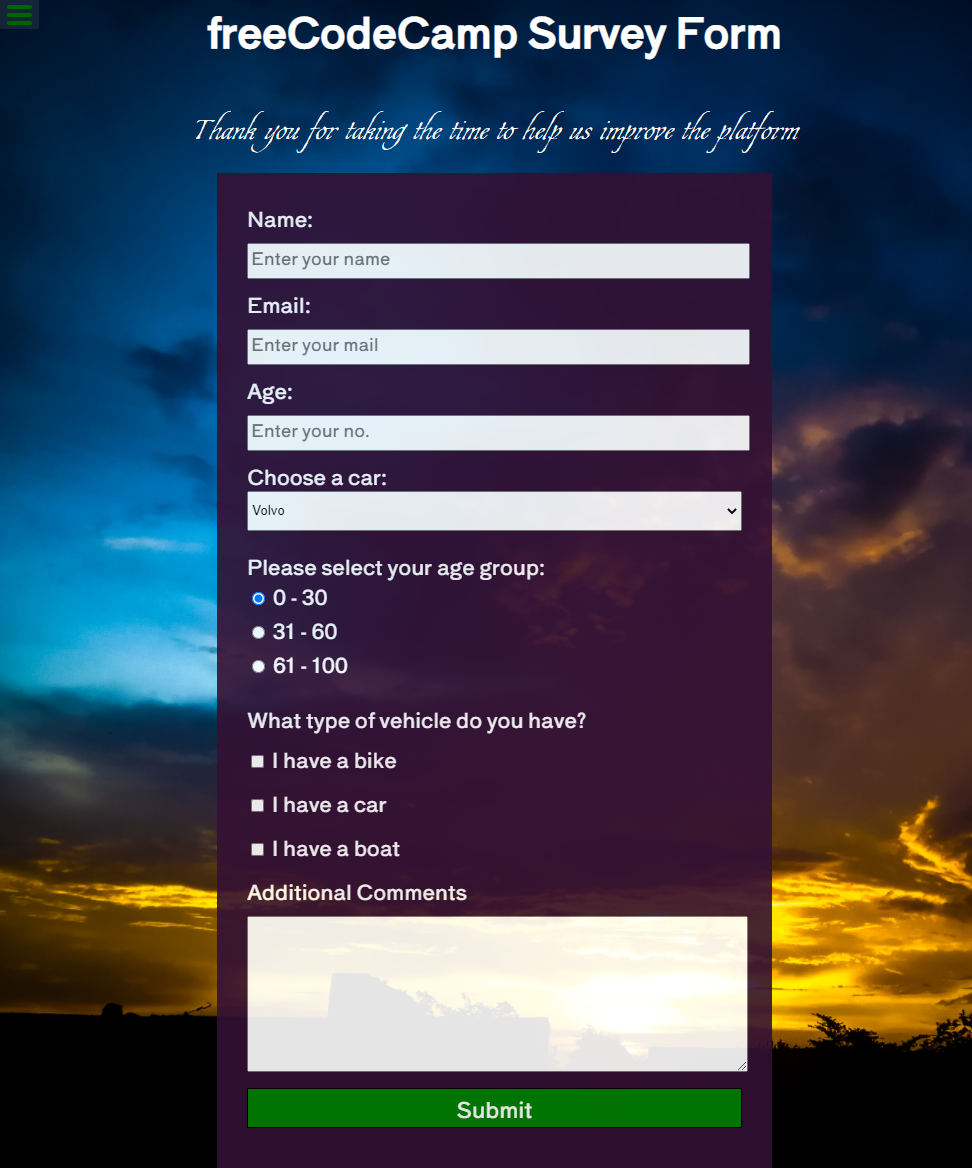 freeCodeCamp Survey Form
Thank you for taking the time to help us improve the platform
Name:
Enter your name
Email:
Enter your mail
Age:
Enter your no.
Choose a car:
Volvo
Please select your age group:
0 - 30
31 - 60
61 - 100
What type of vehicle do you have?
I have a bike
I have a car
I have a boat
Additional Comments
Submit